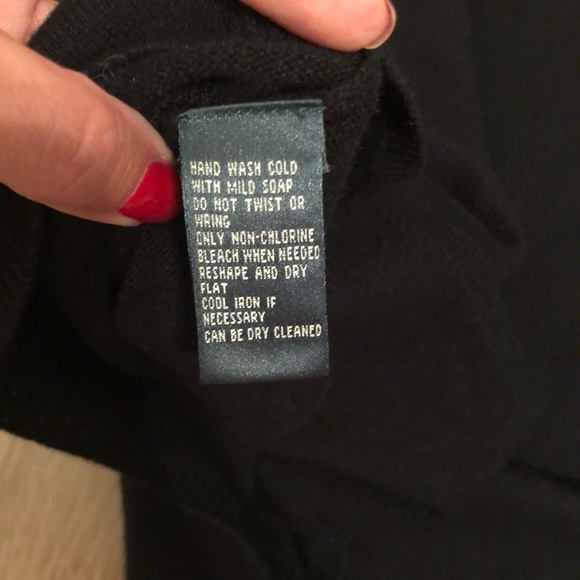 HAND WASH COLD
WITH MILD SOAP
DO NOT TWIST OR
WRING
ONLY NON-CHLORINE
BLEACH WHEN NEEDED
RESHAPE AND DRY
FLAT
COOL IRON IF
NECESSARY
CAN BE DRY CLEANED